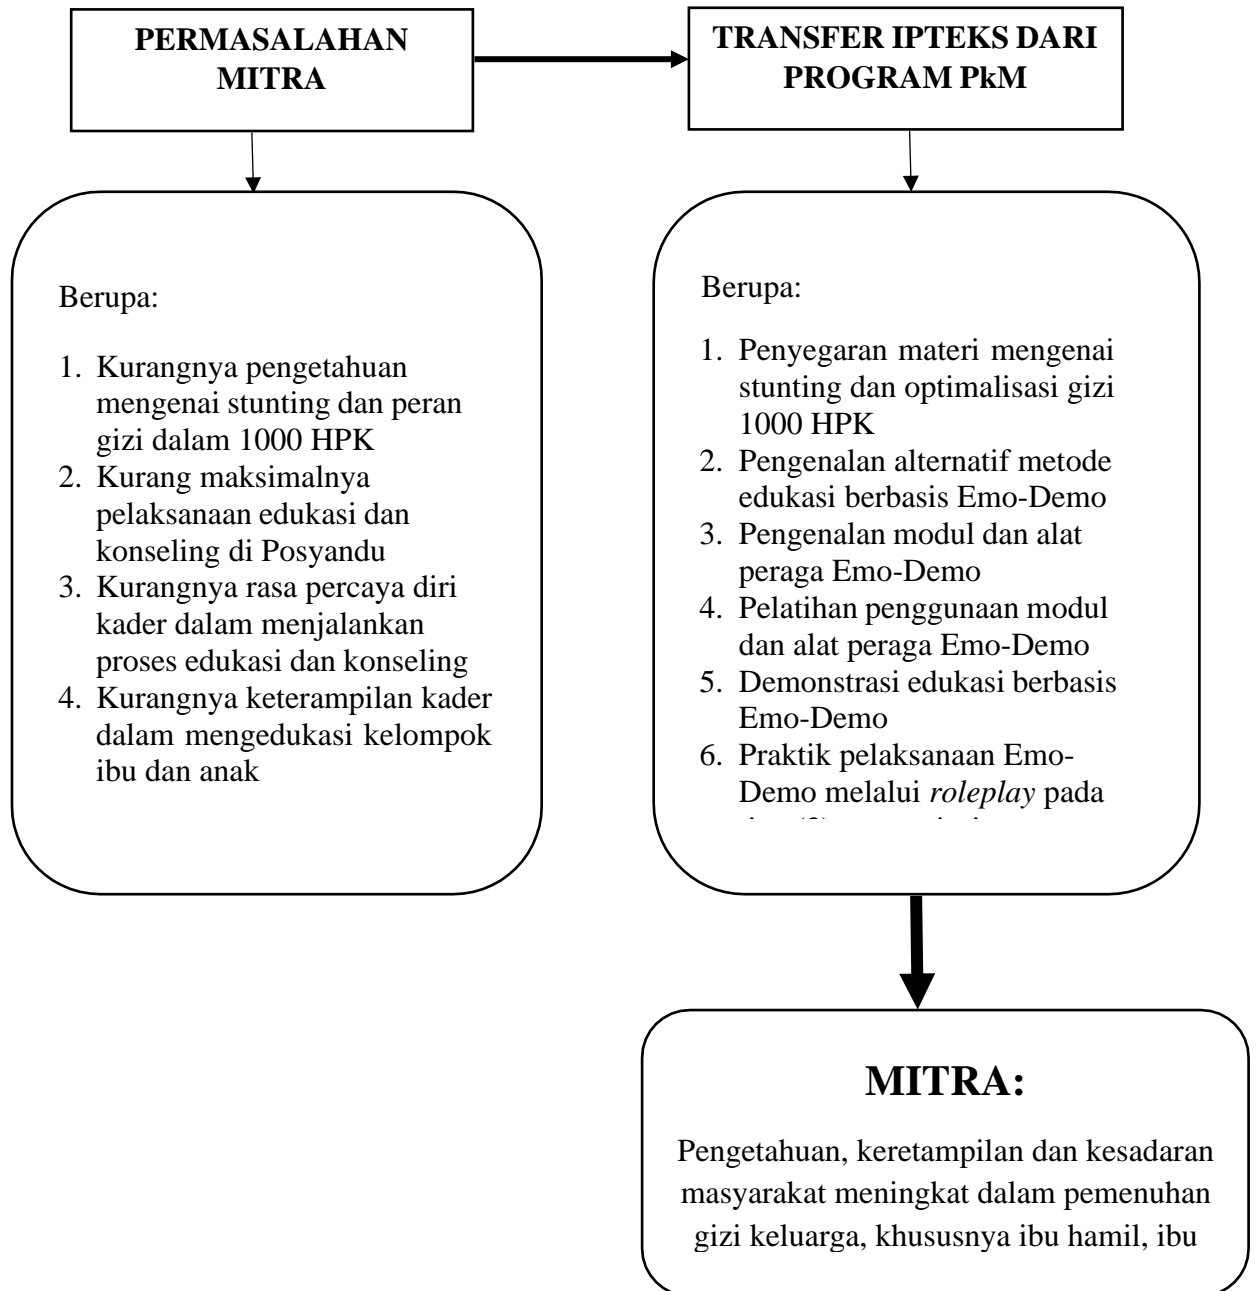 PERMASALAHAN
MITRA
TRANSFER IPTEKS DARI
PROGRAM PkM
Berupa:
1. Kurangnya pengetahuan
mengenai stunting dan peran
gizi dalam 1000 HPK
2. Kurang maksimalnya
pelaksanaan edukasi dan
konseling di Posyandu
3. Kurangnya rasa percaya diri
kader dalam menjalankan
proses edukasi dan konseling
4. Kurangnya keterampilan kader
dalam mengedukasi kelompok
ibu dan anak
Berupa:
1. Penyegaran materi mengenai
stunting dan optimalisasi gizi
1000 HPK
2. Pengenalan alternatif metode
edukasi berbasis Emo-Demo
3. Pengenalan modul dan alat
peraga Emo-Demo
4. Pelatihan penggunaan modul
dan alat peraga Emo-Demo
5. Demonstrasi edukasi berbasis
Emo-Demo
6. Praktik pelaksanaan Emo-
Demo melalui roleplay pada
MITRA:
Pengetahuan, keretampilan dan kesadaran
masyarakat meningkat dalam pemenuhan
gizi keluarga, khususnya ibu hamil, ibu